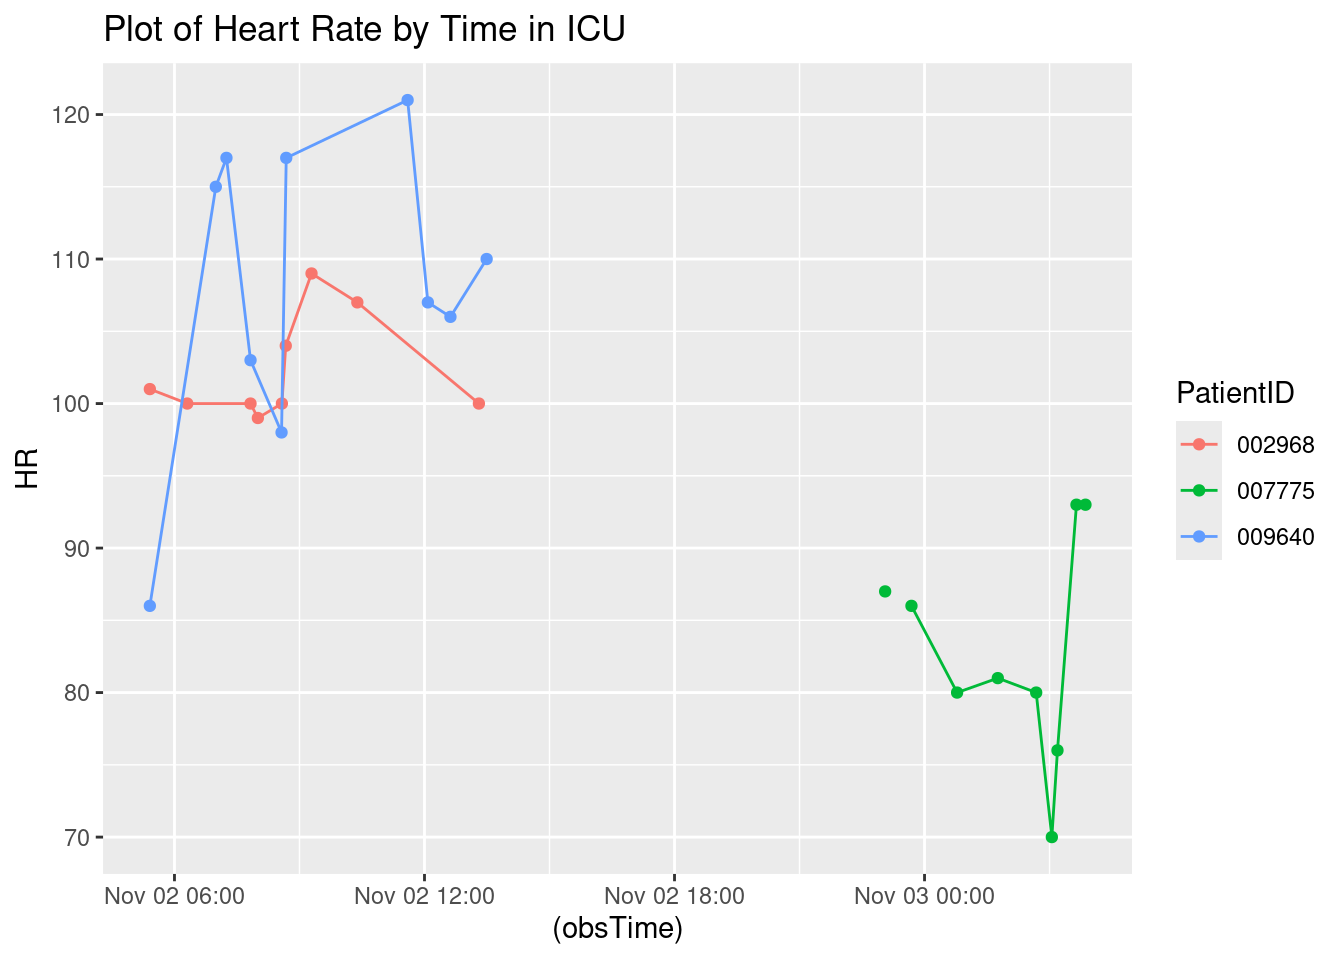 Plot of Heart Rate by Time in ICU
120
110
100
90
80
70
HR
Nov 02 06:00
Nov 02 12:00
Nov 02 18:00
Nov 03 00:00
(obsTime)
PatientID
002968
007775
009640